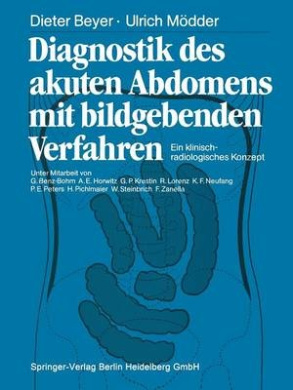 Dieter Beyer · Ulrich Mödder
Diagnostik des
akuten Abdomens
mit bildgebenden
Verfahren
Ein klinisch-
radiologisches Konzept
Unter Mitarbeit von
G. Benz-Bohm A. E. Horwitz G. P. Krestin R. Lorenz K. F. Neufang
P. E. Peters H. Pichlmaier W. Steinbrich F. Zanella
Springer-Verlag Berlin Heidelberg GmbH